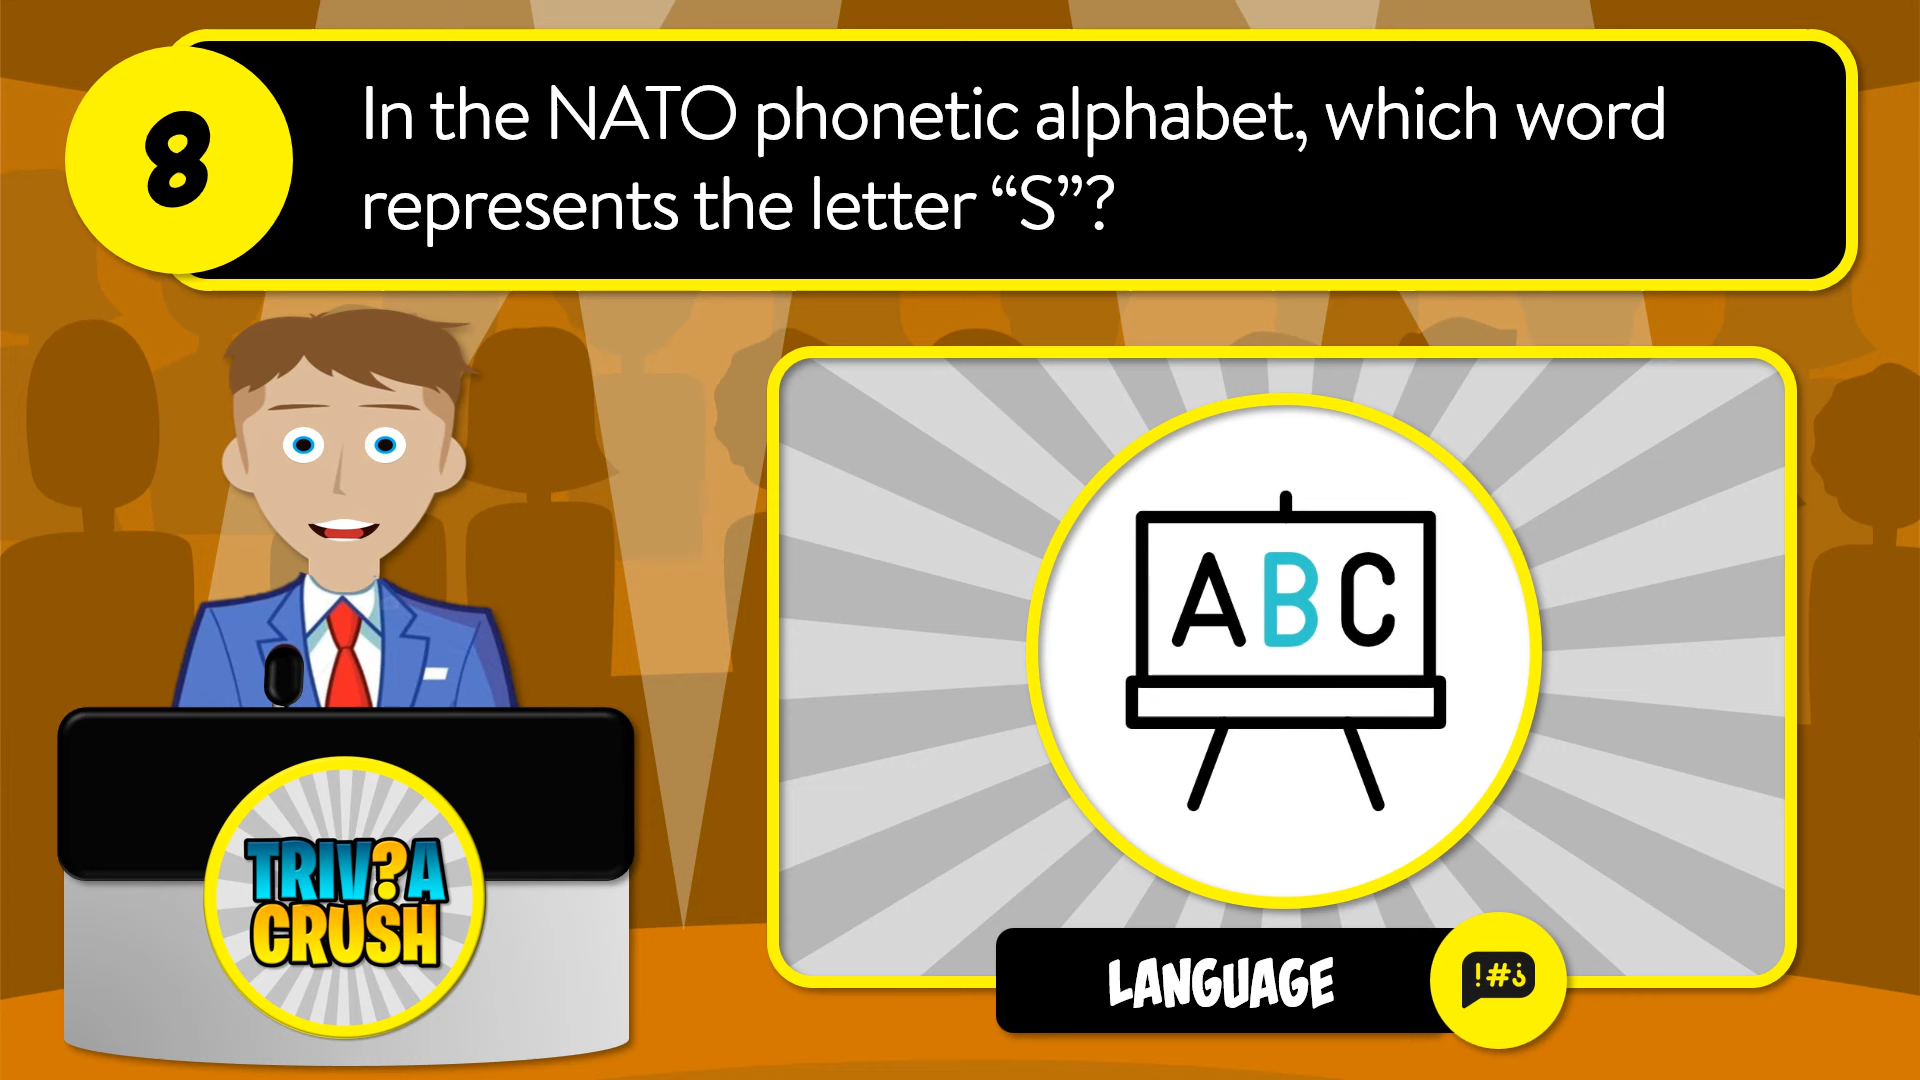 8
In the NATO phonetic alphabet, which word
represents the letter “S”?
ABC
TRIV?A
CRUSH
LANGUAGE
!#¿